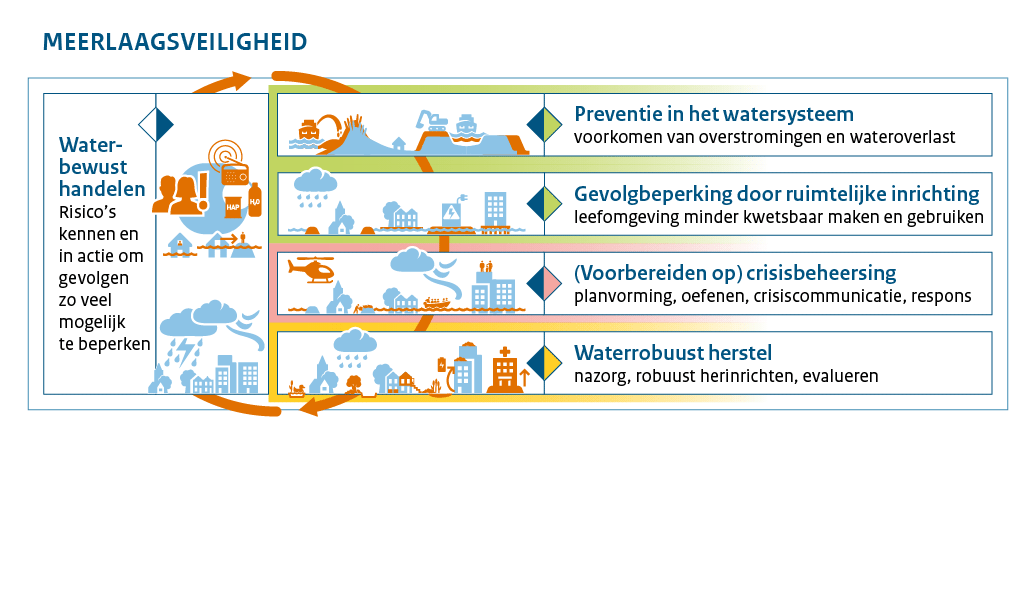 MEERLAAGSVEILIGHEID
Water-
bewust
handelen
Risico's
kennen en
in actie om
gevolgen
zo veel
mogelijk
te beperken
HAP
H₂O
Preventie in het watersysteem
voorkomen van overstromingen en wateroverlast
Gevolgbeperking door ruimtelijke inrichting
leefomgeving minder kwetsbaar maken en gebruiken
(Voorbereiden op) crisisbeheersing
planvorming, oefenen, crisiscommunicatie, respons
Waterrobuust herstel
nazorg, robuust herinrichten, evalueren